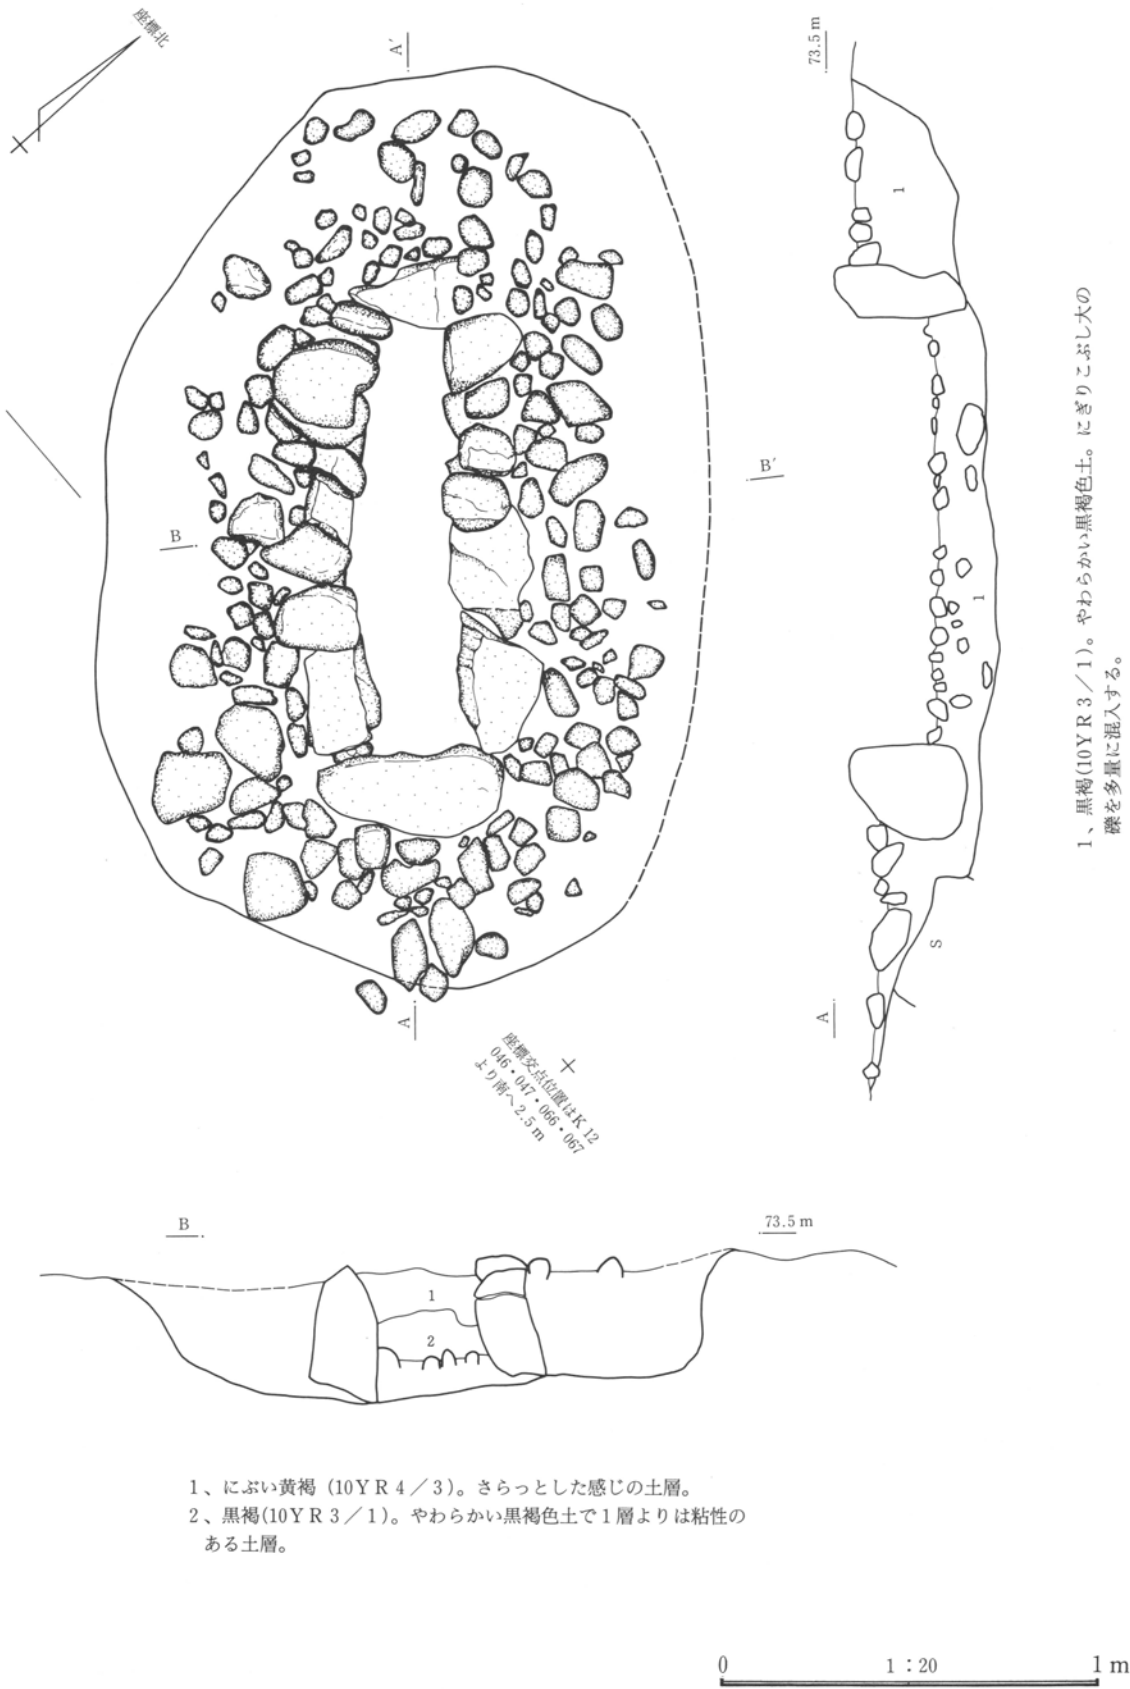 座標北
A′
73.5m
1
B′
B
1
1、黒褐(10YR3/1)。やわらかい黒褐色土。にぎりこぶし大の
礫を多量に混入する。
S
A
A
座標交点位置はK12
046・047・066・067
より南へ2.5m
B
73.5m
1
2
1、にぶい黄褐(10YR4/3)。さらっとした感じの土層。
2、黒褐(10YR3/1)。やわらかい黒褐色土で1層よりは粘性の
ある土層。
0
1:20
1m